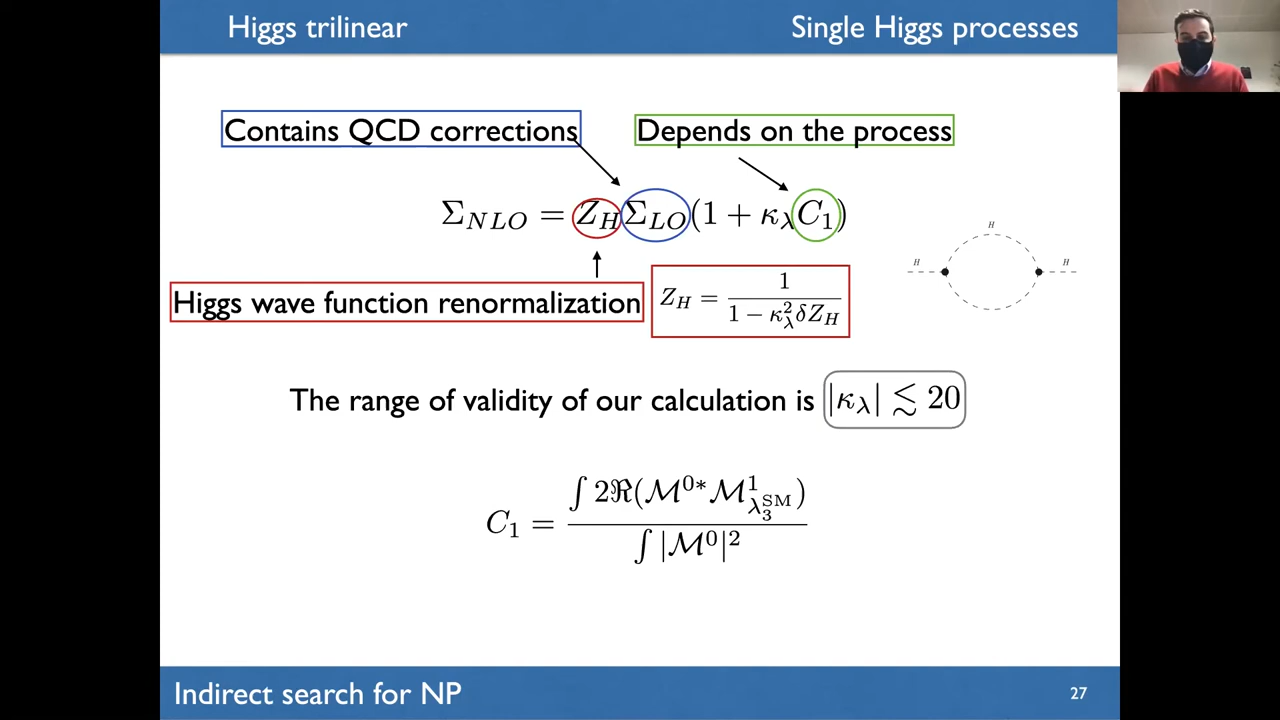 Higgs trilinear
Single Higgs processes
Contains QCD corrections
Depends on the process
Σ_{NLO} = Z_H Σ_{LO}(1 + κ_λ C_1)
H
H
H
Higgs wave function renormalization
Z_H = \frac{1}{1 − κ_λ^2 δZ_H}
The range of validity of our calculation is |κ_λ| ≲ 20
C_1 = \frac{∫ 2ℜ(ℳ^{0*} ℳ^1_{λ_3^{SM}})}{∫ |ℳ^0|^2}
Indirect search for NP
27